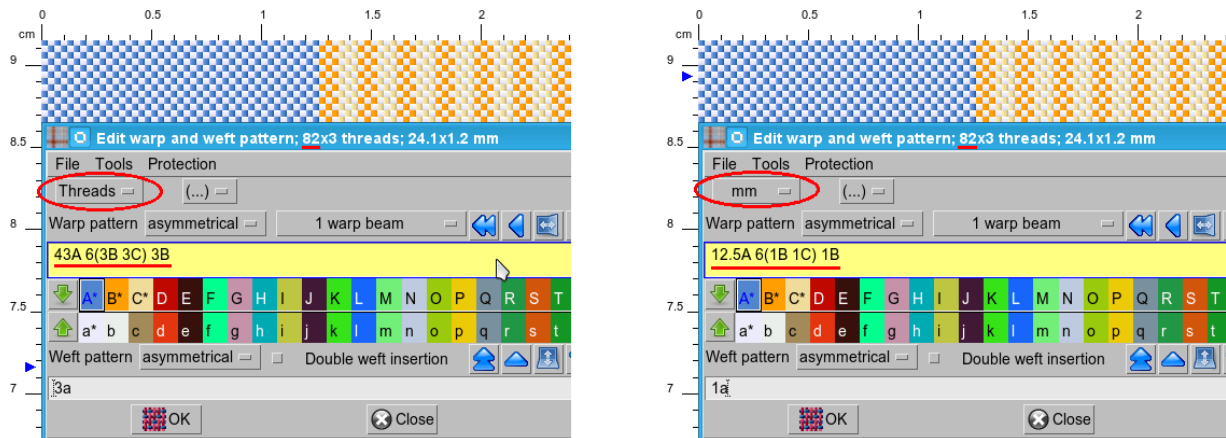 0 0.5 1 1.5 2
cm
9
8.5
8
7.5
7
Edit warp and weft pattern; 82x3 threads; 24.1x1.2 mm
File Tools Protection
Threads (...)
Warp pattern asymmetrical 1 warp beam
43A 6(3B 3C) 3B
A* B* C* D E F G H I J K L M N O P Q R S T
a* b c d e f g h i j k l m n o p q r s t
Weft pattern asymmetrical Double weft insertion
3a
OK Close
0 0.5 1 1.5 2
cm
9
8.5
8
7.5
7
Edit warp and weft pattern; 82x3 threads; 24.1x1.2 mm
File Tools Protection
mm (...)
Warp pattern asymmetrical 1 warp beam
12.5A 6(1B 1C) 1B
A* B* C* D E F G H I J K L M N O P Q R S T
a* b c d e f g h i j k l m n o p q r s t
Weft pattern asymmetrical Double weft insertion
1a
OK Close